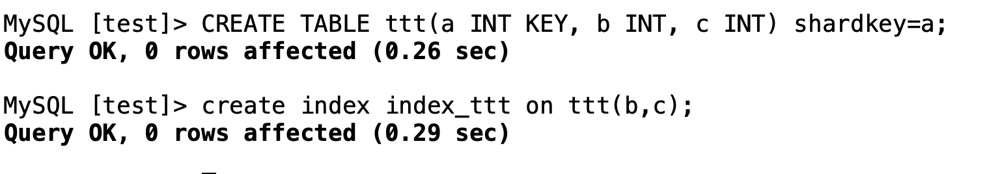 MySQL [test]> CREATE TABLE ttt(a INT KEY, b INT, c INT) shardkey=a;
Query OK, 0 rows affected (0.26 sec)
MySQL [test]> create index index_ttt on ttt(b,c);
Query OK, 0 rows affected (0.29 sec)